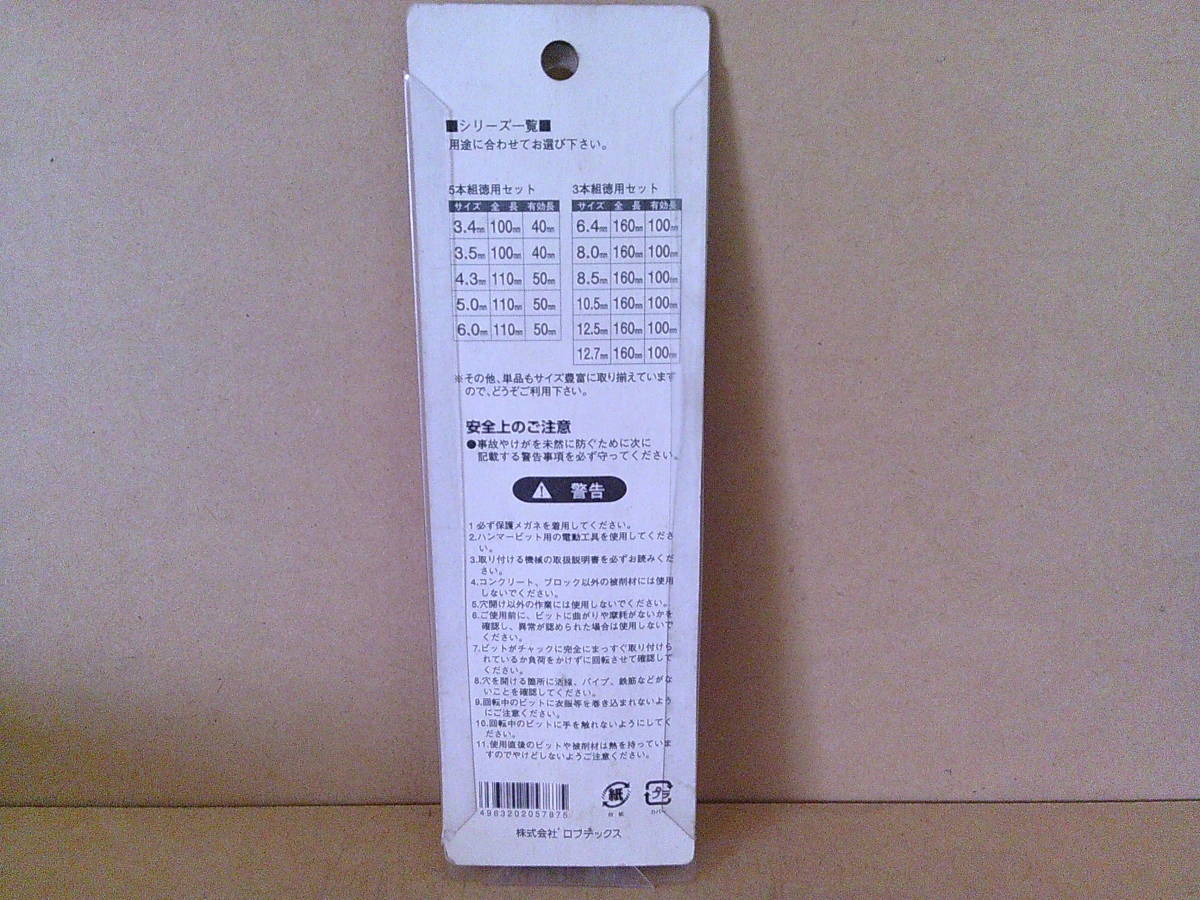 ■シリーズ一覧■
用途に合わせてお選び下さい。
5本組徳用セット
サイズ 全 長 有効長
3.4mm 100mm 40mm
3.5mm 100mm 40mm
4.3mm 110mm 50mm
5.0mm 110mm 50mm
6.0mm 110mm 50mm
3本組徳用セット
サイズ 全 長 有効長
6.4mm 160mm 100mm
8.0mm 160mm 100mm
8.5mm 160mm 100mm
10.5mm 160mm 100mm
12.5mm 160mm 100mm
12.7mm 160mm 100mm
※その他、単品もサイズ豊富に取り揃えています
ので、どうぞご利用下さい。
安全上のご注意
●事故やけがを未然に防ぐために次に
記載する警告事項を必ず守ってください。
警告
1 必ず保護メガネを着用してください。
2.ハンマービット用の電動工具を使用してくださ
い。
3.取り付ける機械の取扱説明書を必ずお読みくだ
さい。
4.コンクリート、ブロック以外の被削材には使用
しないでください。
5.穴開け以外の作業には使用しないでください。
6.ご使用前に、ビットに曲がりや摩耗がないかを
確認し、異常が認められた場合は使用しないで
ください。
7.ビットがチャックに完全にまっすぐ取り付けら
れているか負荷をかけずに回転させて確認して
ください。
8.穴を開ける箇所に活線、パイプ、鉄筋などがな
いことを確認してください。
9.回転中のビットに衣服等を巻き込まれないよう
にご注意ください。
10.回転中のビットに手を触れないようにしてく
ださい。
11.使用直後のビットや被削材は熱を持っていま
すのでやけどしないようご注意ください。
4963202057875
紙
台 紙
プラ
カバー
株式会社 ロブテックス